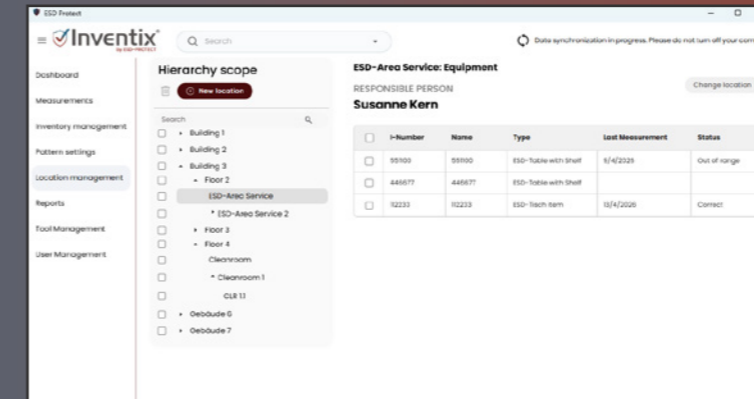 ESD Protect
Inventix
by ESD-PROTECT
Search
Data synchronization in progress. Please do not turn off your com
Dashboard
Measurements
Inventory management
Pattern settings
Location management
Reports
Tool Management
User Management
Hierarchy scope
New location
Search
Building 1
Building 2
Building 3
Floor 2
ESD-Area Service
ESD-Area Service 2
Floor 3
Floor 4
Cleanroom
Cleanroom 1
CLR 1.1
Gebäude 6
Gebäude 7
ESD-Area Service: Equipment
RESPONSIBLE PERSON
Susanne Kern
Change location
I-Number Name Type Last Measurement Status
551100 551100 ESD-Table with Shelf 5/4/2025 Out of range
446677 446677 ESD-Table with Shelf
112233 112233 ESD-Tisch Item 13/4/2025 Correct